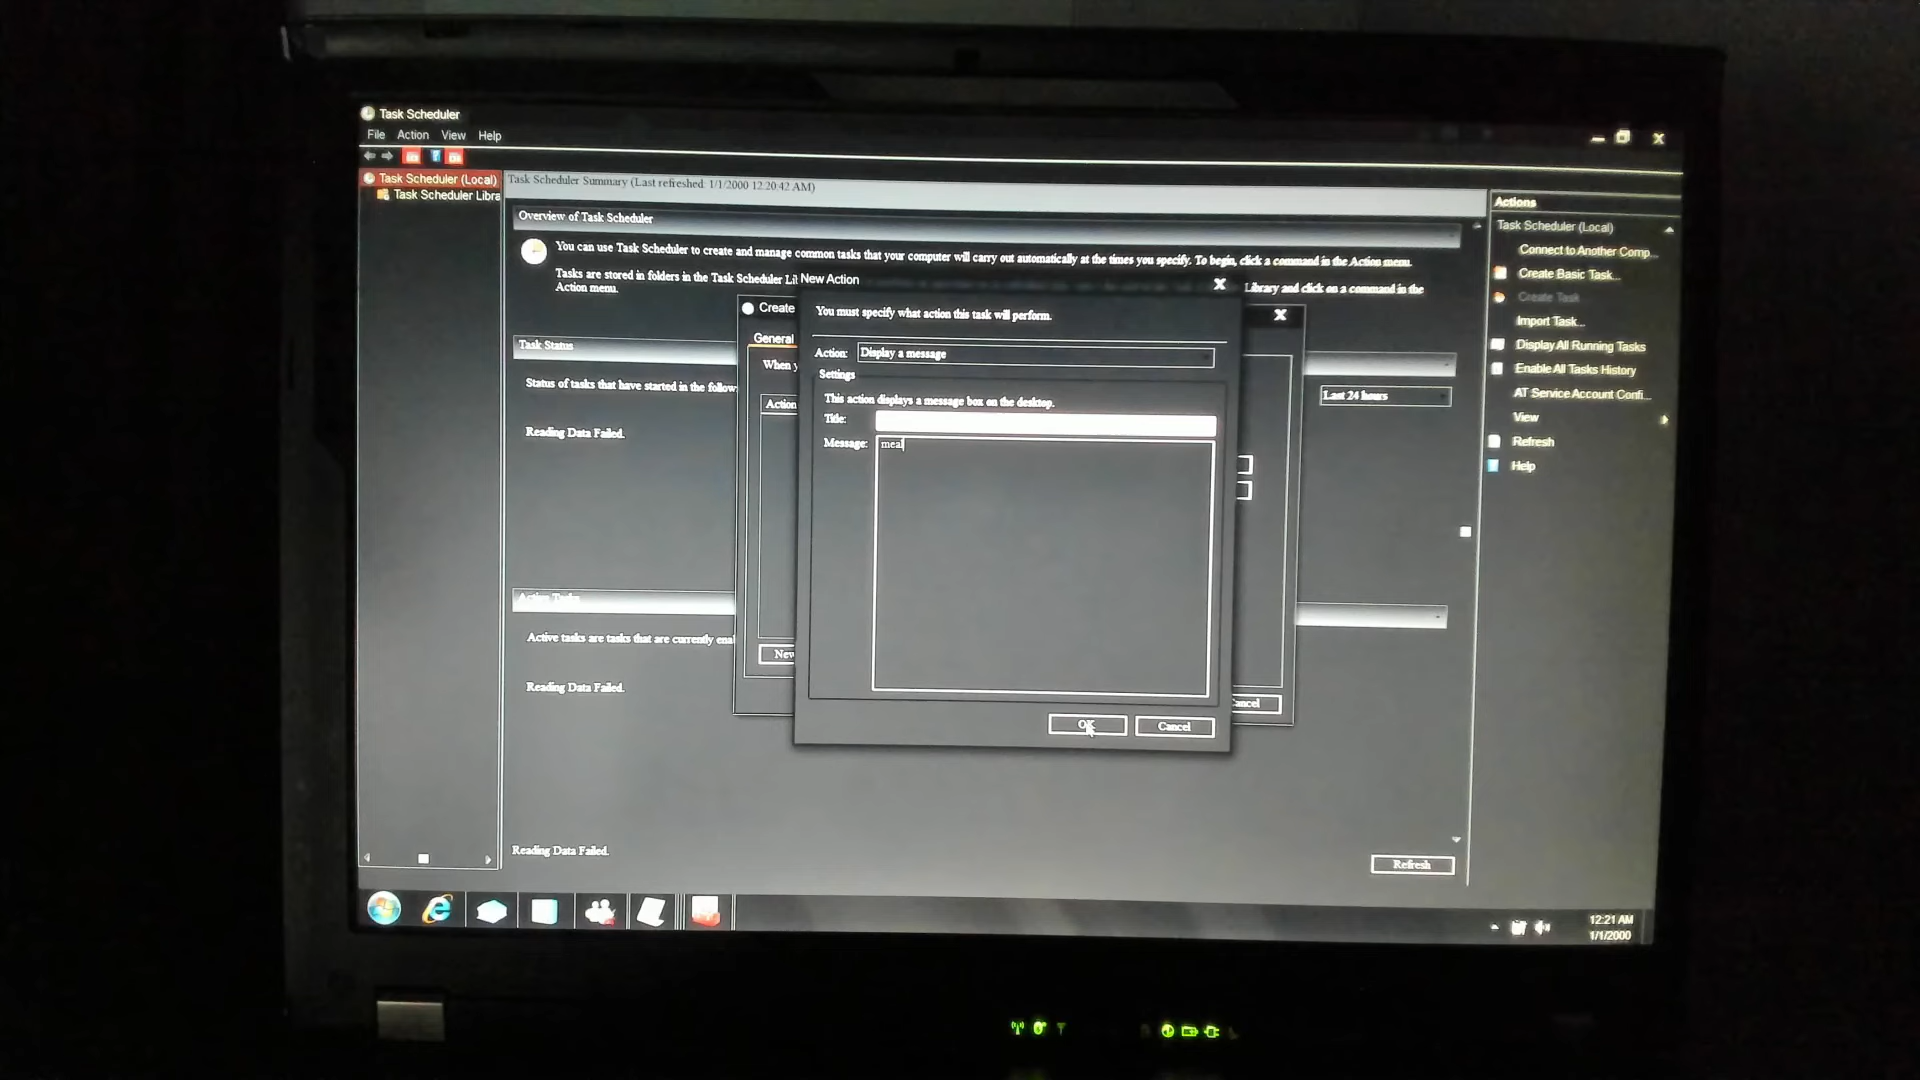 Task Scheduler
File Action View Help
Task Scheduler (Local)
Task Scheduler Libra
Task Scheduler Summary (Last refreshed: 1/1/2000 12:20:42 AM)
Overview of Task Scheduler
You can use Task Scheduler to create and manage common tasks that your computer will carry out automatically at the times you specify. To begin, click a command in the Action menu.
Tasks are stored in folders in the Task Scheduler Li
Library and click on a command in the
Action menu.
Task Status
Status of tasks that have started in the follow
Last 24 hours
Reading Data Failed.
Active Tasks
Active tasks are tasks that are currently ena
Reading Data Failed.
Reading Data Failed.
Refresh
Create
General
When y
Action
New
Cancel
New Action
You must specify what action this task will perform.
Action: Display a message
Settings
This action displays a message box on the desktop.
Title:
Message: meal
OK
Cancel
Actions
Task Scheduler (Local)
Connect to Another Comp...
Create Basic Task...
Create Task
Import Task...
Display All Running Tasks
Enable All Tasks History
AT Service Account Confi...
View
Refresh
Help
12:21 AM
1/1/2000